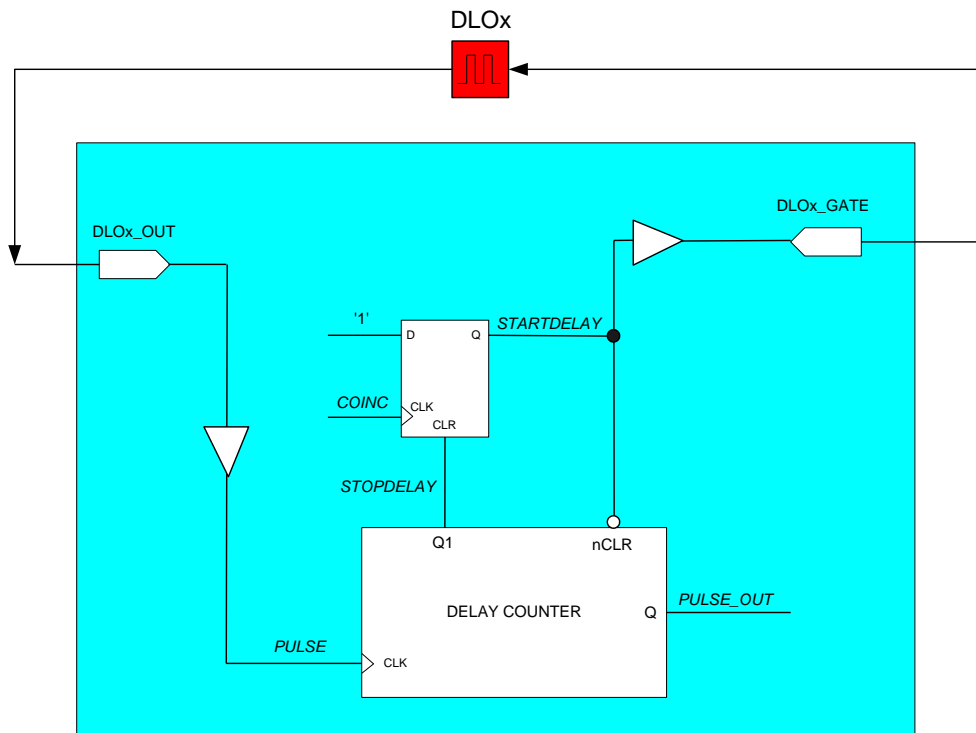 DLOx
DLOx_OUT
DLOx_GATE
'1'
D
Q
STARTDELAY
COINC
CLK
CLR
STOPDELAY
Q1
nCLR
DELAY COUNTER
Q
PULSE_OUT
PULSE
CLK